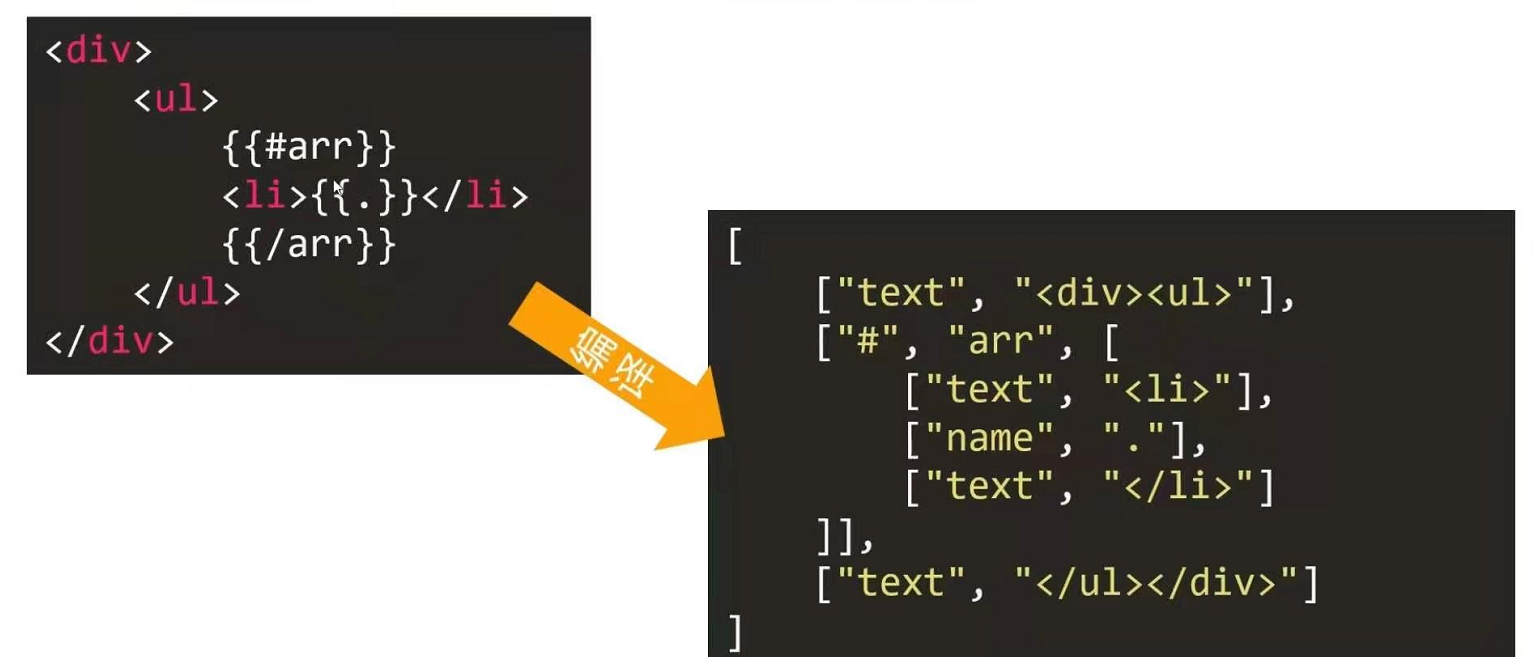 <div>
    <ul>
        {{#arr}}
        <li>{{.}}</li>
        {{/arr}}
    </ul>
</div>
编译
[
    ["text", "<div><ul>"],
    ["#", "arr", [
        ["text", "<li>"],
        ["name", "."],
        ["text", "</li>"]
    ]],
    ["text", "</ul></div>"]
]